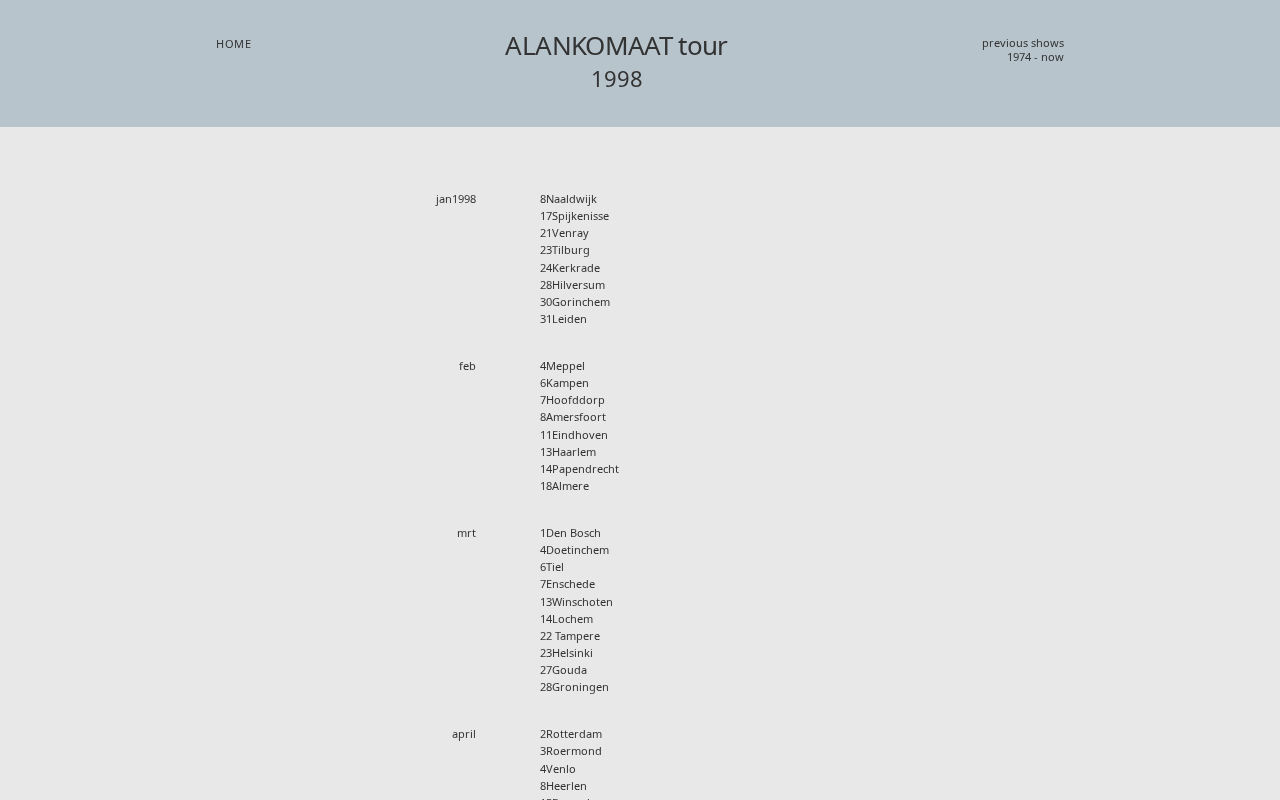 HOME
ALANKOMAAT tour
1998
previous shows
1974 - now
jan1998
8Naaldwijk
17Spijkenisse
21Venray
23Tilburg
24Kerkrade
28Hilversum
30Gorinchem
31Leiden
feb
4Meppel
6Kampen
7Hoofddorp
8Amersfoort
11Eindhoven
13Haarlem
14Papendrecht
18Almere
mrt
1Den Bosch
4Doetinchem
6Tiel
7Enschede
13Winschoten
14Lochem
22 Tampere
23Helsinki
27Gouda
28Groningen
april
2Rotterdam
3Roermond
4Venlo
8Heerlen